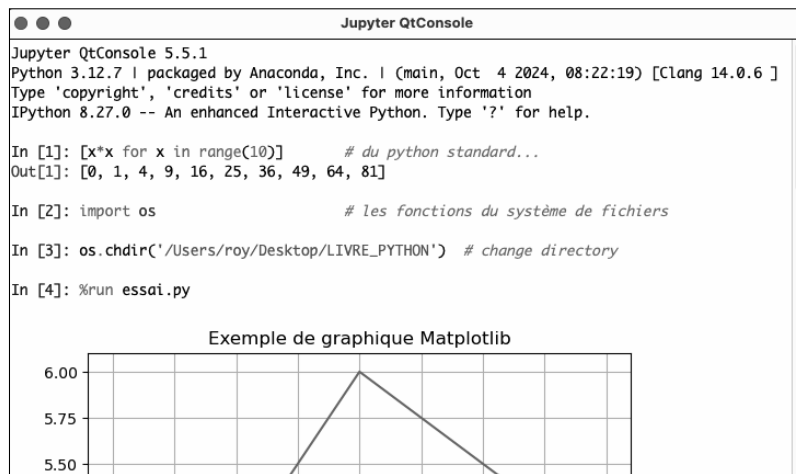 Jupyter QtConsole
Jupyter QtConsole 5.5.1
Python 3.12.7 | packaged by Anaconda, Inc. | (main, Oct  4 2024, 08:22:19) [Clang 14.0.6 ]
Type 'copyright', 'credits' or 'license' for more information
IPython 8.27.0 -- An enhanced Interactive Python. Type '?' for help.
In [1]: [x*x for x in range(10)]       # du python standard...
Out[1]: [0, 1, 4, 9, 16, 25, 36, 49, 64, 81]
In [2]: import os                      # les fonctions du système de fichiers
In [3]: os.chdir('/Users/roy/Desktop/LIVRE_PYTHON')  # change directory
In [4]: %run essai.py
Exemple de graphique Matplotlib
6.00
5.75
5.50